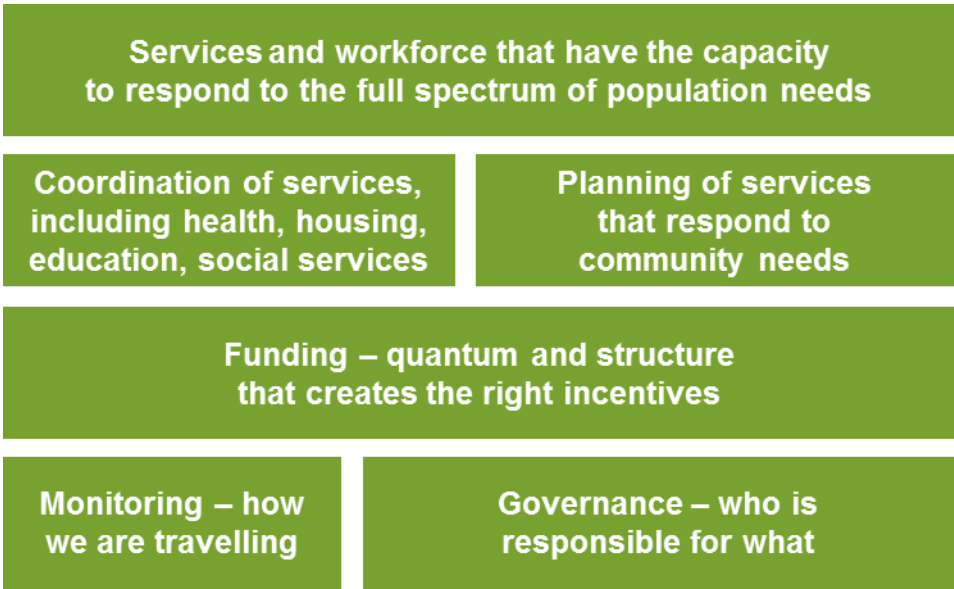 Services and workforce that have the capacity
to respond to the full spectrum of population needs
Coordination of services,
including health, housing,
education, social services
Planning of services
that respond to
community needs
Funding – quantum and structure
that creates the right incentives
Monitoring – how
we are travelling
Governance – who is
responsible for what